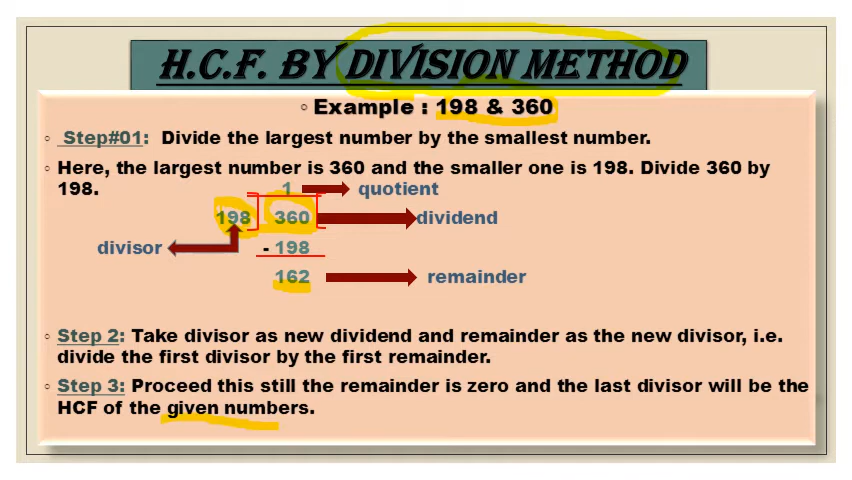 H.C.F. BY DIVISION METHOD
◦ Example : 198 & 360
◦ Step#01: Divide the largest number by the smallest number.
◦ Here, the largest number is 360 and the smaller one is 198. Divide 360 by
198.
1 quotient
198 360 dividend
divisor - 198
162 remainder
◦ Step 2: Take divisor as new dividend and remainder as the new divisor, i.e.
divide the first divisor by the first remainder.
◦ Step 3: Proceed this still the remainder is zero and the last divisor will be the
HCF of the given numbers.